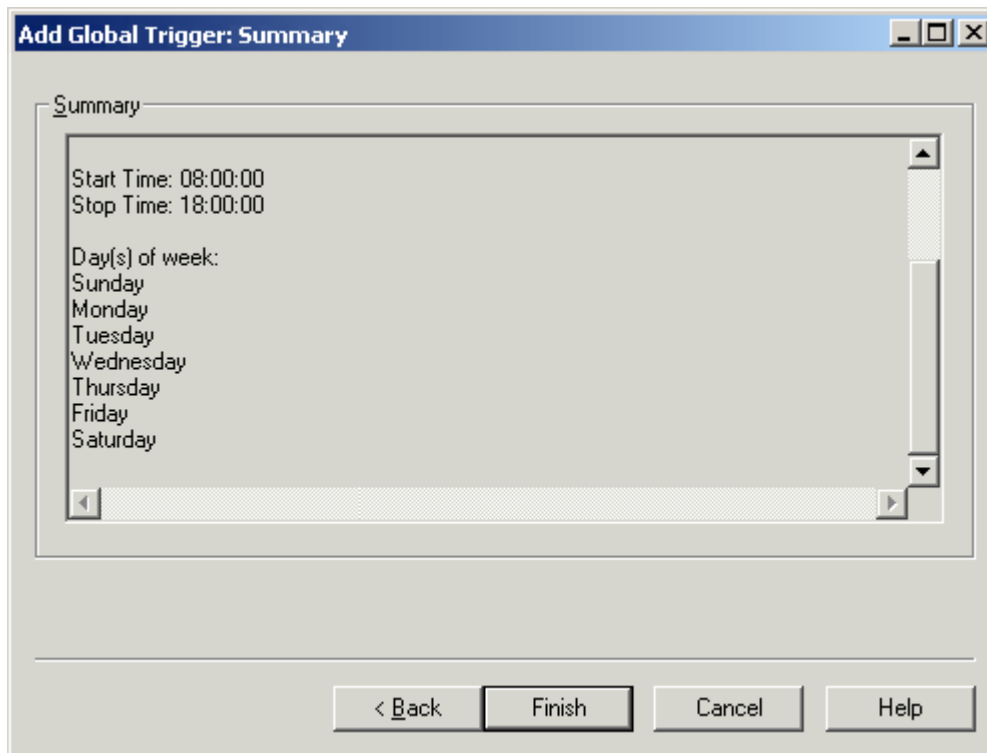 Add Global Trigger: Summary
Summary
Start Time: 08:00:00
Stop Time: 18:00:00
Day(s) of week:
Sunday
Monday
Tuesday
Wednesday
Thursday
Friday
Saturday
< Back Finish Cancel Help